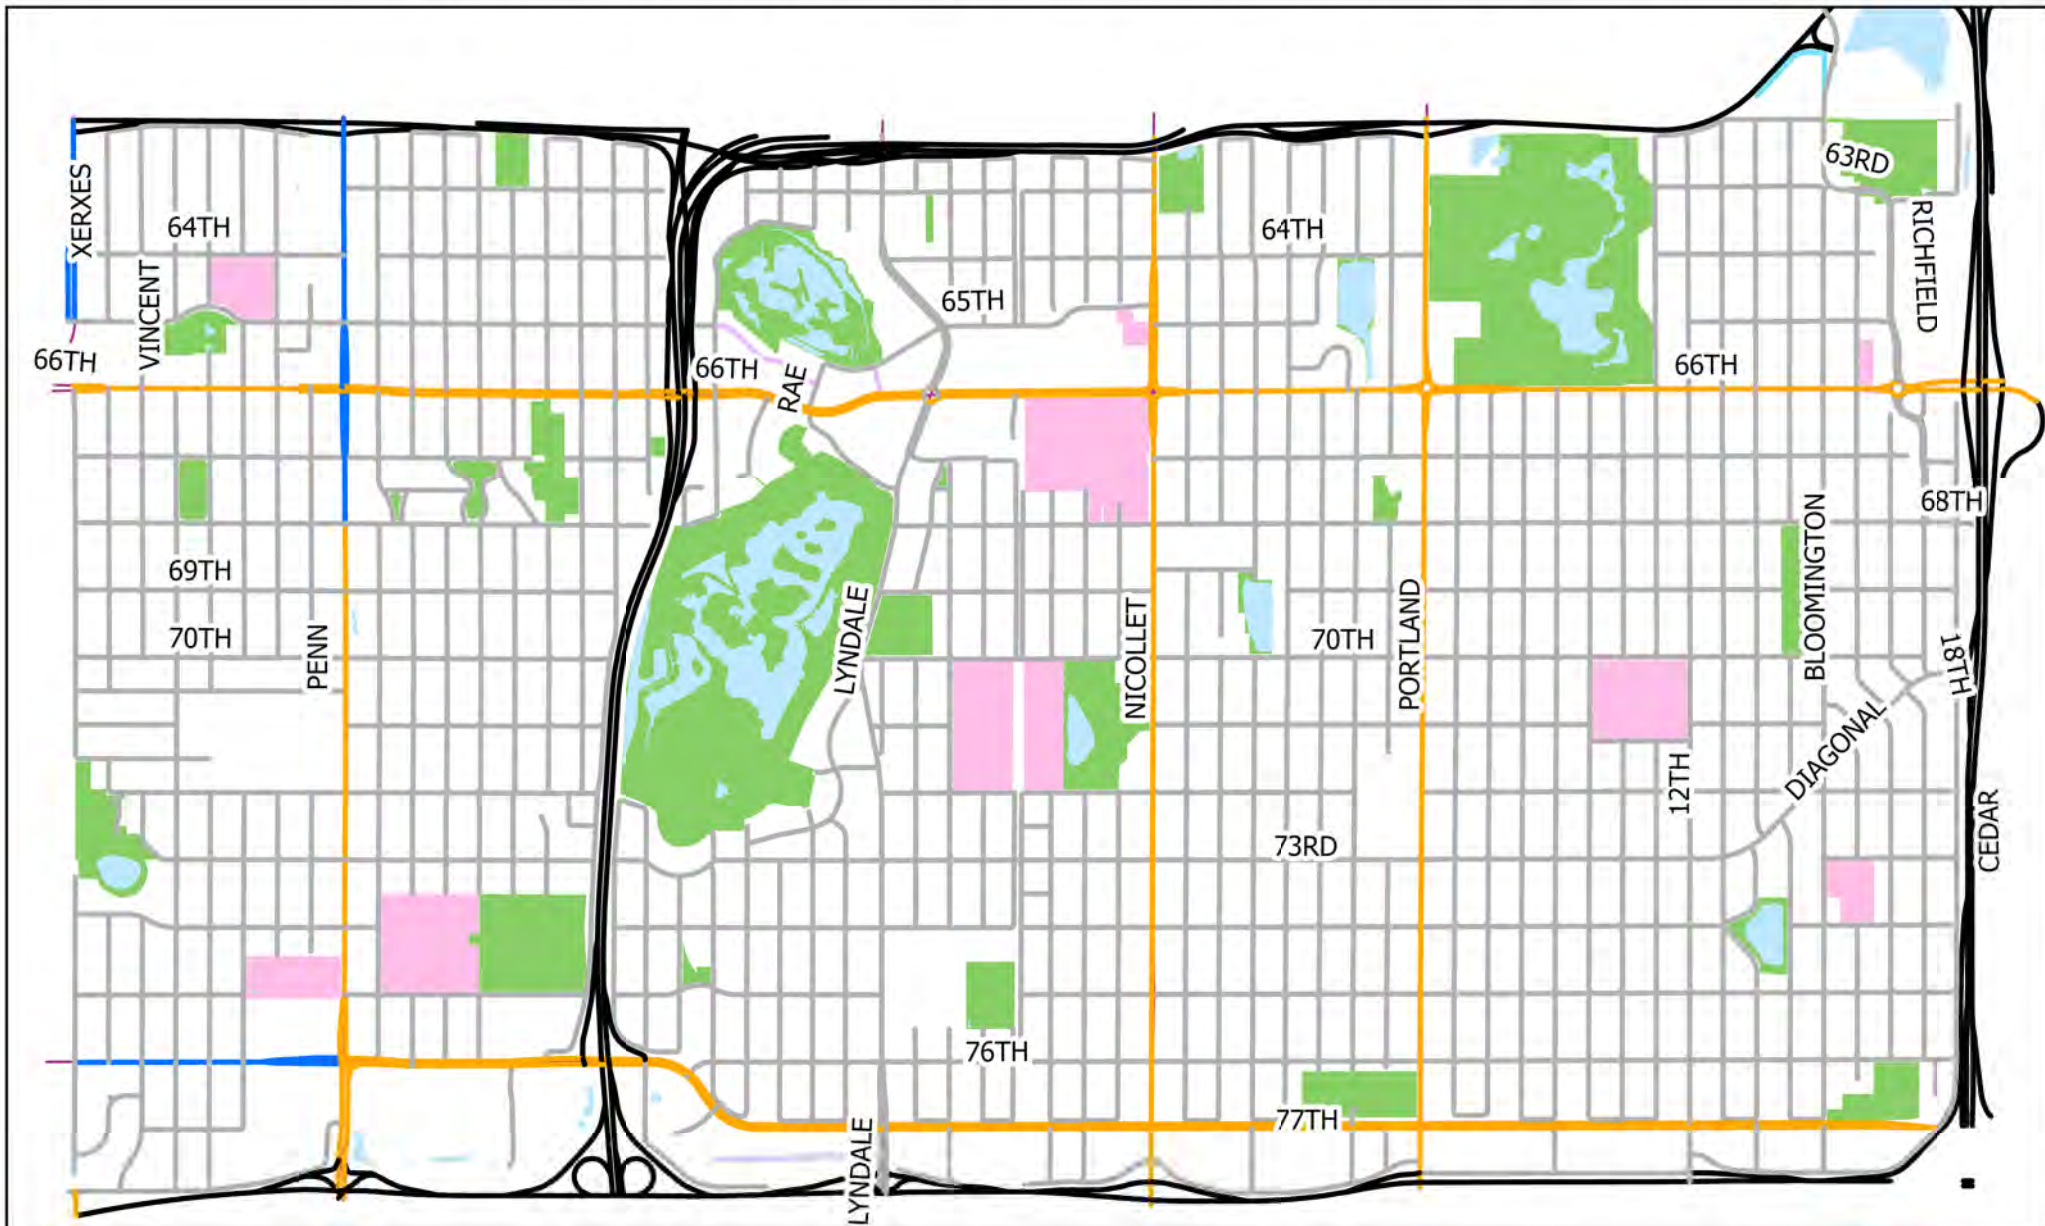 XERXES
63RD
64TH
64TH
RICHFIELD
VINCENT
65TH
66TH
66TH
RAE
66TH
68TH
BLOOMINGTON
69TH
70TH
PENN
LYNDALE
NICOLLET
70TH
PORTLAND
18TH
DIAGONAL
12TH
CEDAR
73RD
76TH
77TH
LYNDALE